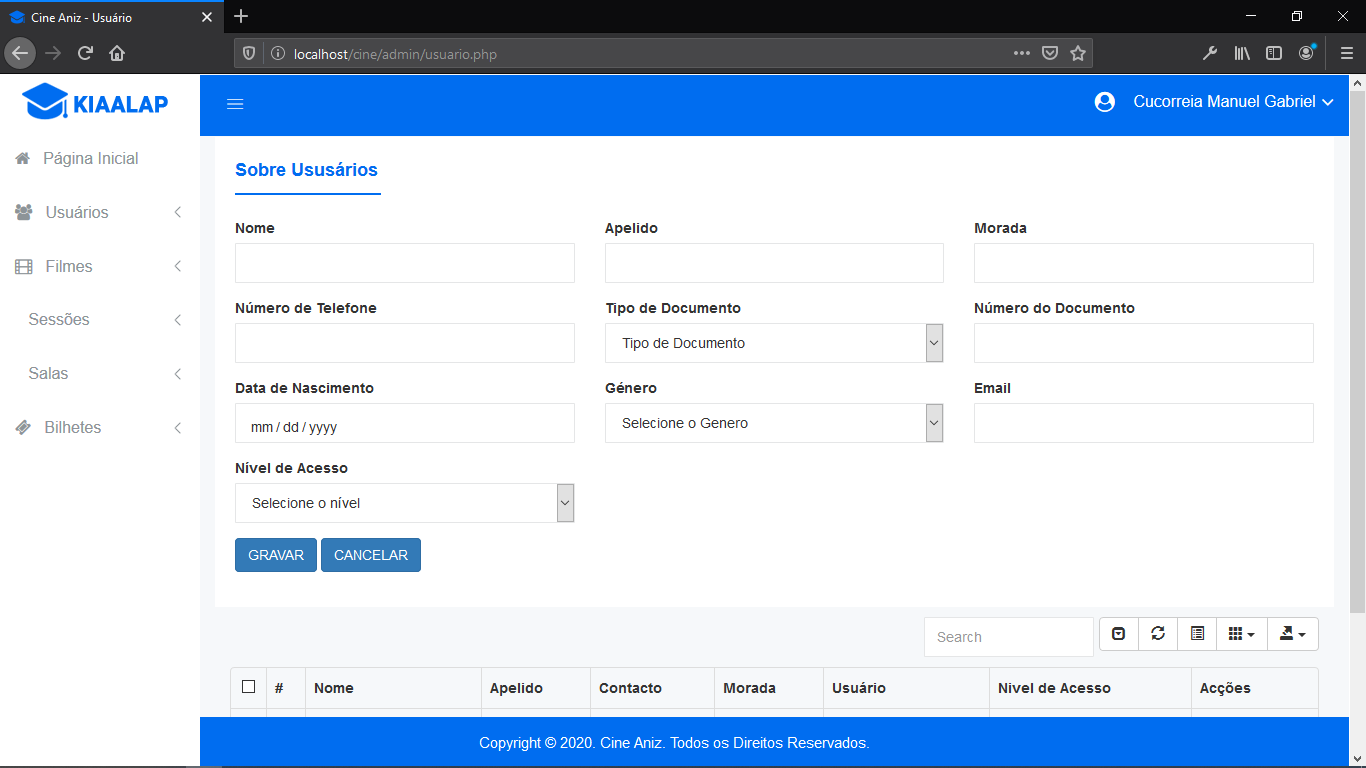 Cine Aniz - Usuário
localhost/cine/admin/usuario.php
KIAALAP
Cucorreia Manuel Gabriel
Página Inicial
Usuários
Filmes
Sessões
Salas
Bilhetes
Sobre Ususários
Nome Apelido Morada
Número de Telefone Tipo de Documento Número do Documento
Tipo de Documento
Data de Nascimento Género Email
mm / dd / yyyy Selecione o Genero
Nível de Acesso
Selecione o nível
GRAVAR CANCELAR
Search
# Nome Apelido Contacto Morada Usuário Nivel de Acesso Acções
Copyright © 2020. Cine Aniz. Todos os Direitos Reservados.